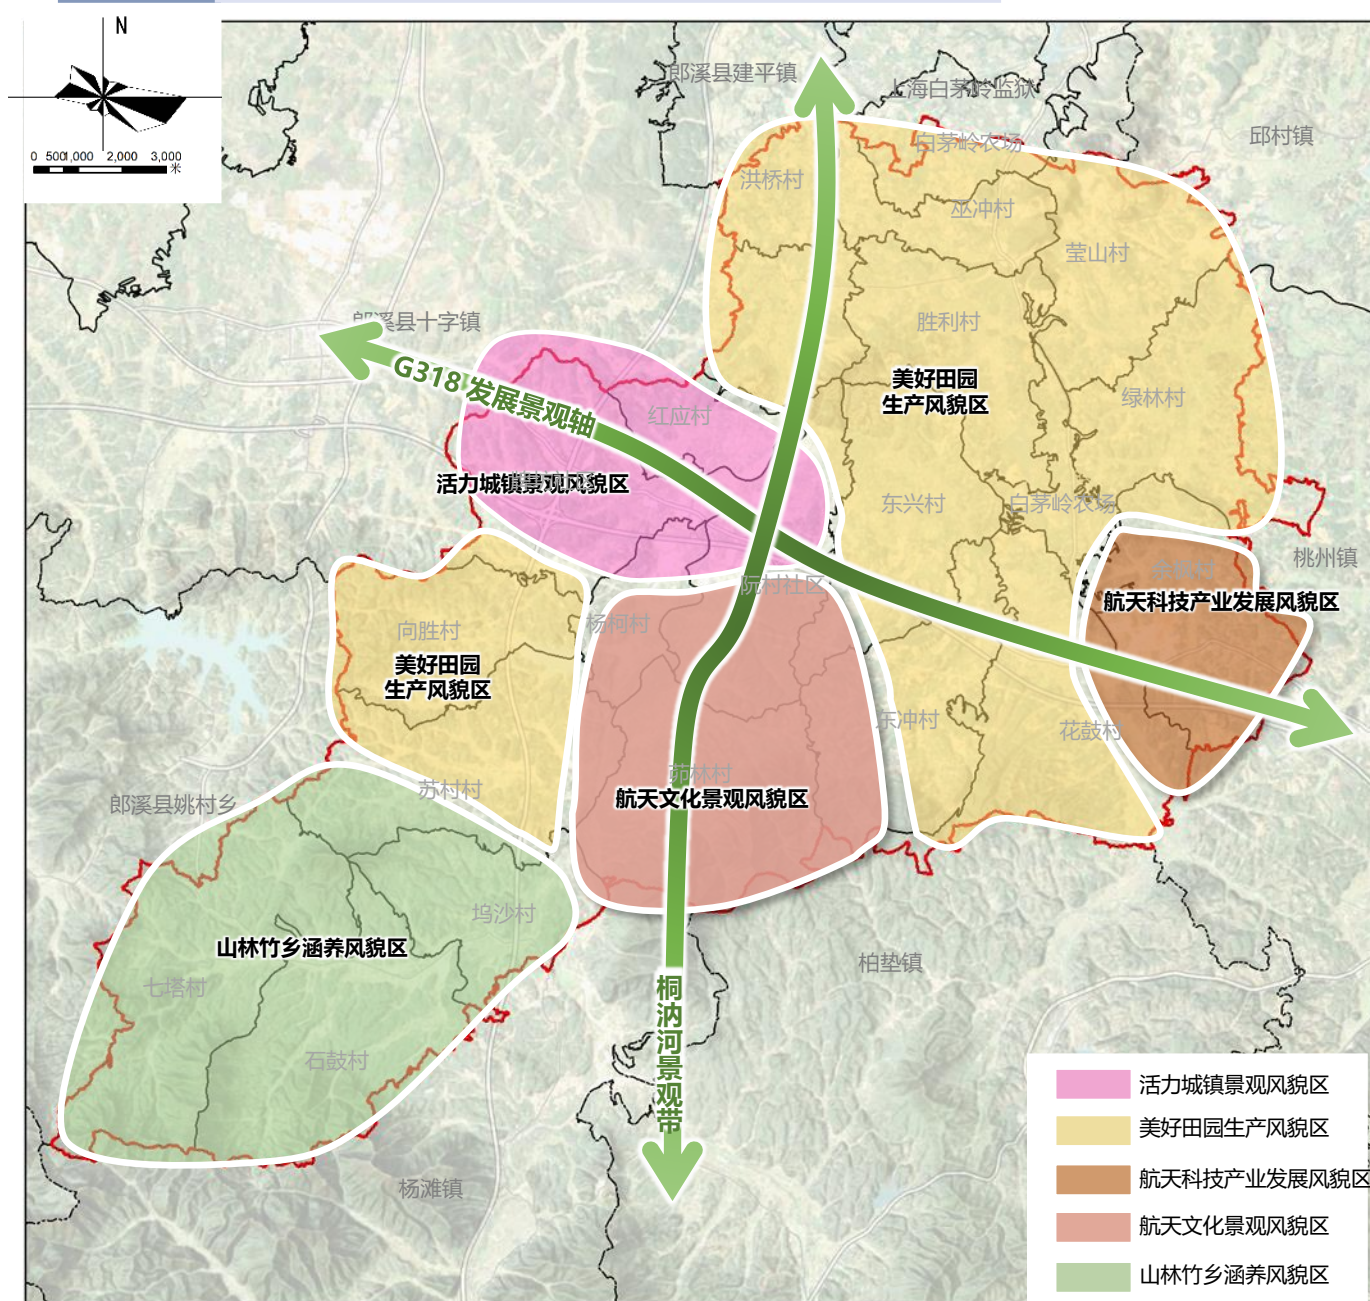 N
0 500 1,000 2,000 3,000
米
郎溪县建平镇
上海白茅岭监狱
白茅岭农场
邱村镇
洪桥村
巫冲村
莹山村
郎溪县十字镇
胜利村
G318 发展景观轴
美好田园
生产风貌区
红应村
绿林村
活力城镇景观风貌区
东兴村
白茅岭农场
桃州镇
阮村社区
航天科技产业发展风貌区
向胜村
杨柯村
美好田园
生产风貌区
东冲村
花鼓村
茆林村
航天文化景观风貌区
苏村村
郎溪县姚村乡
坞沙村
山林竹乡涵养风貌区
七塔村
柏垫镇
桐汭河景观带
石鼓村
杨滩镇
活力城镇景观风貌区
美好田园生产风貌区
航天科技产业发展风貌区
航天文化景观风貌区
山林竹乡涵养风貌区